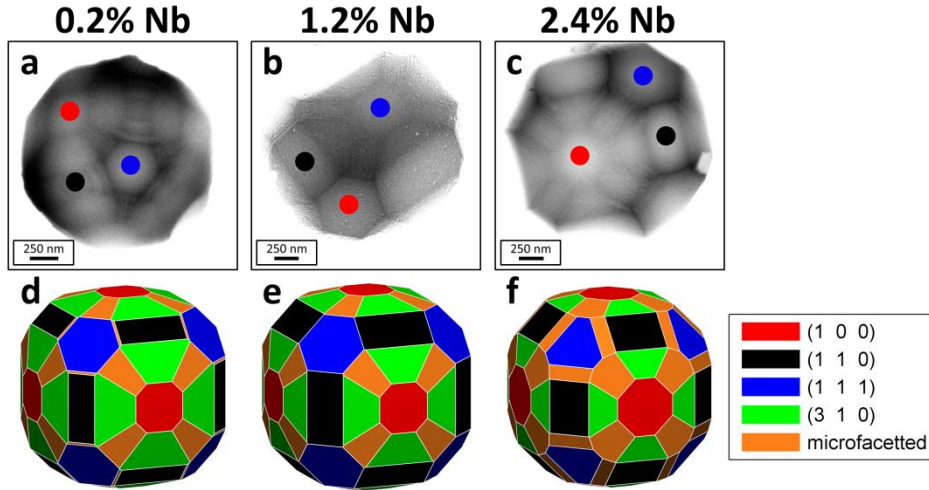 0.2% Nb 1.2% Nb 2.4% Nb
a b c
250 nm 250 nm 250 nm
d e f
(1 0 0)
(1 1 0)
(1 1 1)
(3 1 0)
microfacetted